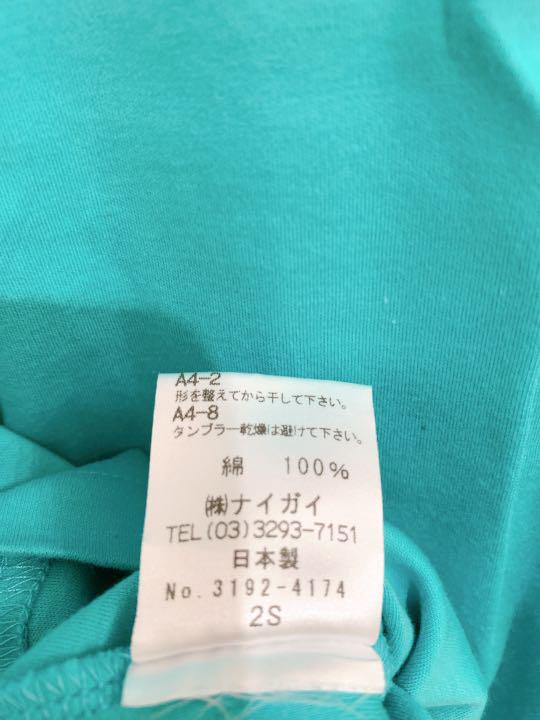 A4-2
形を整えてから干して下さい。
A4-8
タンブラー乾燥は避けて下さい。
綿 100%
㈱ナイガイ
TEL(03)3293-7151
日本製
No.3192-4174
2S